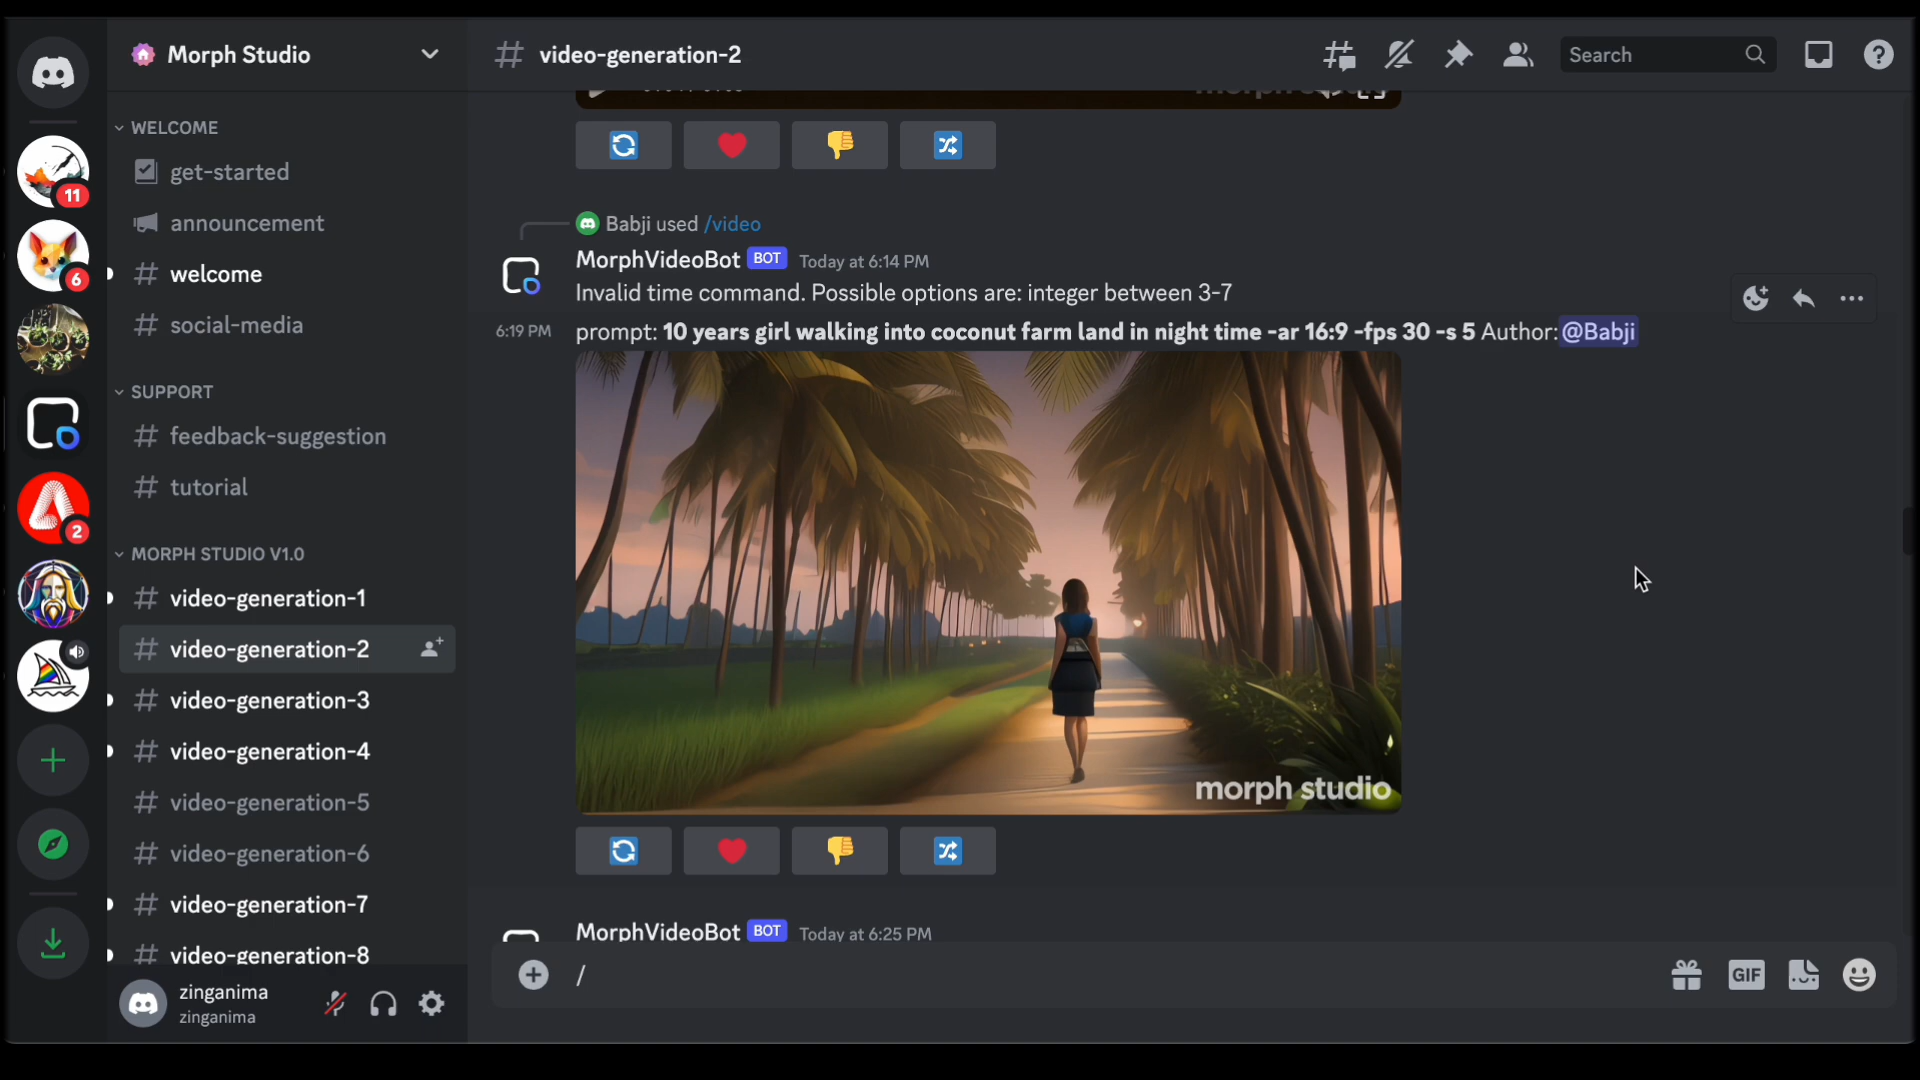 Morph Studio
WELCOME
get-started
announcement
welcome
social-media
SUPPORT
feedback-suggestion
tutorial
MORPH STUDIO V1.0
video-generation-1
video-generation-2
video-generation-3
video-generation-4
video-generation-5
video-generation-6
video-generation-7
video-generation-8
zinganima
zinganima
11
6
2
# video-generation-2
Search
Babji used /video
MorphVideoBot BOT Today at 6:14 PM
Invalid time command. Possible options are: integer between 3-7
6:19 PM prompt: 10 years girl walking into coconut farm land in night time -ar 16:9 -fps 30 -s 5 Author:@Babji
morph studio
MorphVideoBot BOT Today at 6:25 PM
/
GIF